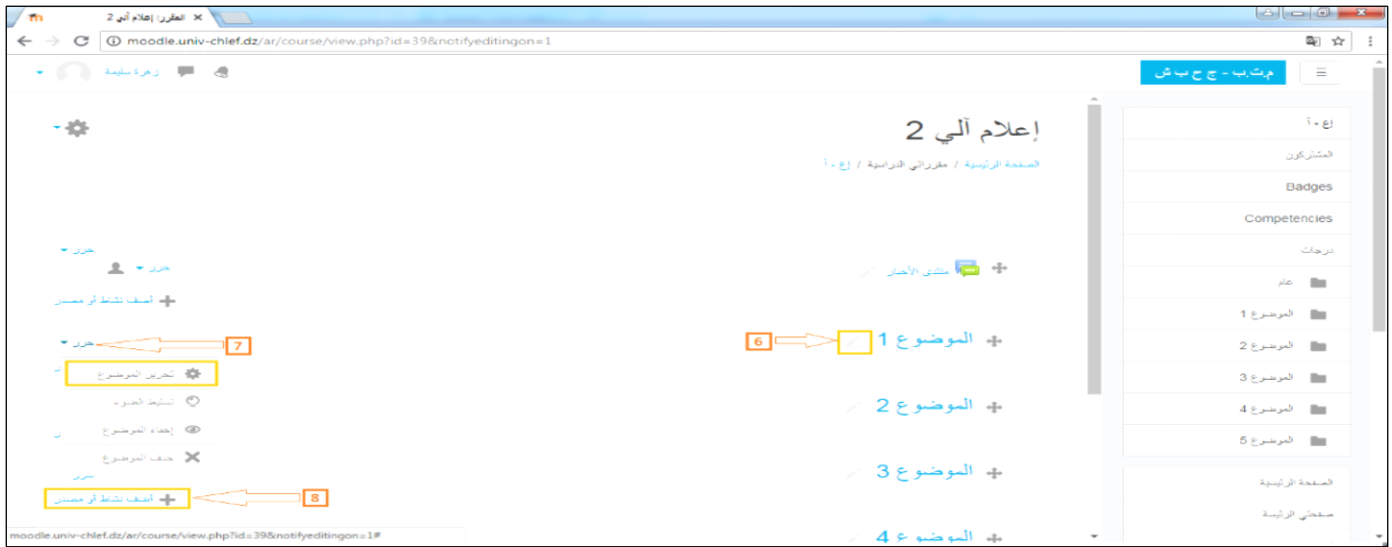 المقرر: إعلام آلي 2
moodle.univ-chlef.dz/ar/course/view.php?id=39&notifyeditingon=1
م.ت.ب - ج ح ب ش
زهرة سليمة
إعلام آلي 2
الصفحة الرئيسية / مقرراتي الدراسية / إع - أ
حرر
منتدى الأخبار
حرر
أضف نشاط أو مصدر
الموضوع 1
6
حرر
7
تحرير الموضوع
تسليط الضوء
إخفاء الموضوع
حذف الموضوع
حرر
أضف نشاط أو مصدر
8
الموضوع 2
الموضوع 3
الموضوع 4
إع - أ
المشتركون
Badges
Competencies
درجات
عام
الموضوع 1
الموضوع 2
الموضوع 3
الموضوع 4
الموضوع 5
الصفحة الرئيسية
صفحتي الرئيسة
moodle.univ-chlef.dz/ar/course/view.php?id=39&notifyeditingon=1#